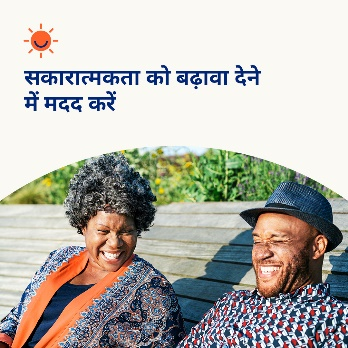 सकारात्मकता को बढ़ावा देने
में मदद करें